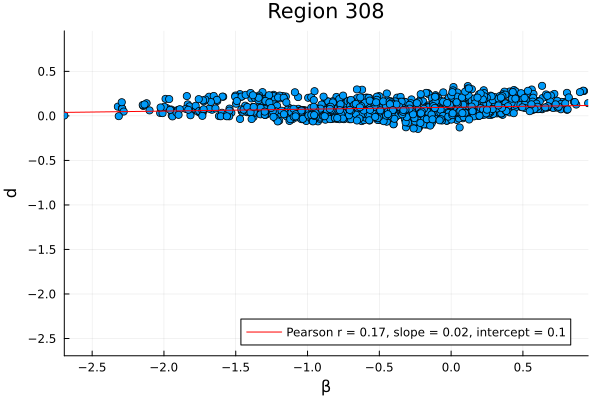 Region 308
d
0.5
0.0
−0.5
−1.0
−1.5
−2.0
−2.5
Pearson r = 0.17, slope = 0.02, intercept = 0.1
−2.5 −2.0 −1.5 −1.0 −0.5 0.0 0.5
β